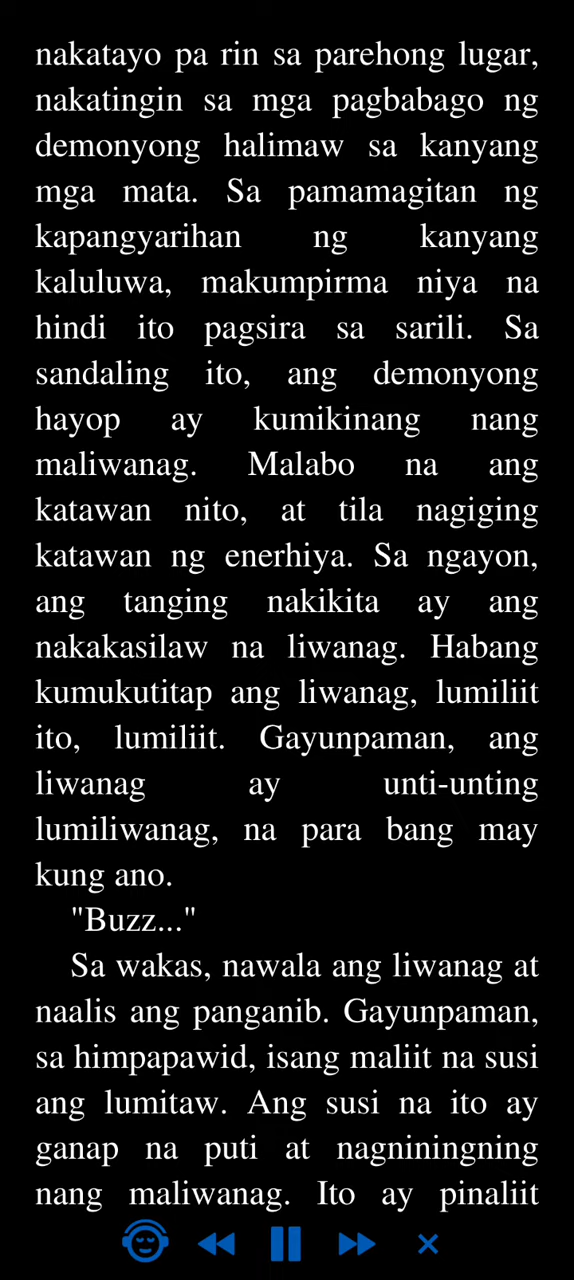 nakatayo pa rin sa parehong lugar,
nakatingin sa mga pagbabago ng
demonyong halimaw sa kanyang
mga mata. Sa pamamagitan ng
kapangyarihan ng kanyang
kaluluwa, makumpirma niya na
hindi ito pagsira sa sarili. Sa
sandaling ito, ang demonyong
hayop ay kumikinang nang
maliwanag. Malabo na ang
katawan nito, at tila nagiging
katawan ng enerhiya. Sa ngayon,
ang tanging nakikita ay ang
nakakasilaw na liwanag. Habang
kumukutitap ang liwanag, lumiliit
ito, lumiliit. Gayunpaman, ang
liwanag ay unti-unting
lumiliwanag, na para bang may
kung ano.
"Buzz..."
Sa wakas, nawala ang liwanag at
naalis ang panganib. Gayunpaman,
sa himpapawid, isang maliit na susi
ang lumitaw. Ang susi na ito ay
ganap na puti at nagniningning
nang maliwanag. Ito ay pinaliit